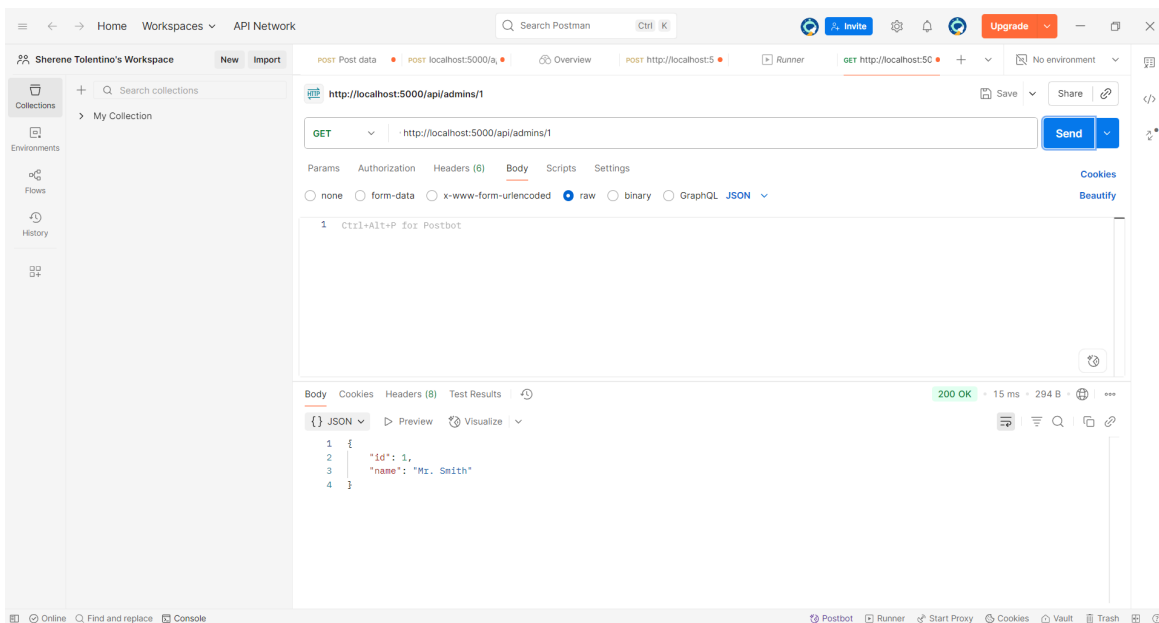 Home Workspaces API Network Search Postman Ctrl K Invite Upgrade
Sherene Tolentino's Workspace New Import POST Post data POST localhost:5000/a, Overview POST http://localhost:5 Runner GET http://localhost:50 No environment
Collections
Search collections
My Collection
Environments
Flows
History
HTTP http://localhost:5000/api/admins/1 Save Share
GET http://localhost:5000/api/admins/1 Send
Params Authorization Headers (6) Body Scripts Settings Cookies
none form-data x-www-form-urlencoded raw binary GraphQL JSON Beautify
1 Ctrl+Alt+P for Postbot
Body Cookies Headers (8) Test Results 200 OK 15 ms 294 B
{} JSON Preview Visualize
1 {
2 "id": 1,
3 "name": "Mr. Smith"
4 }
Online Find and replace Console Postbot Runner Start Proxy Cookies Vault Trash